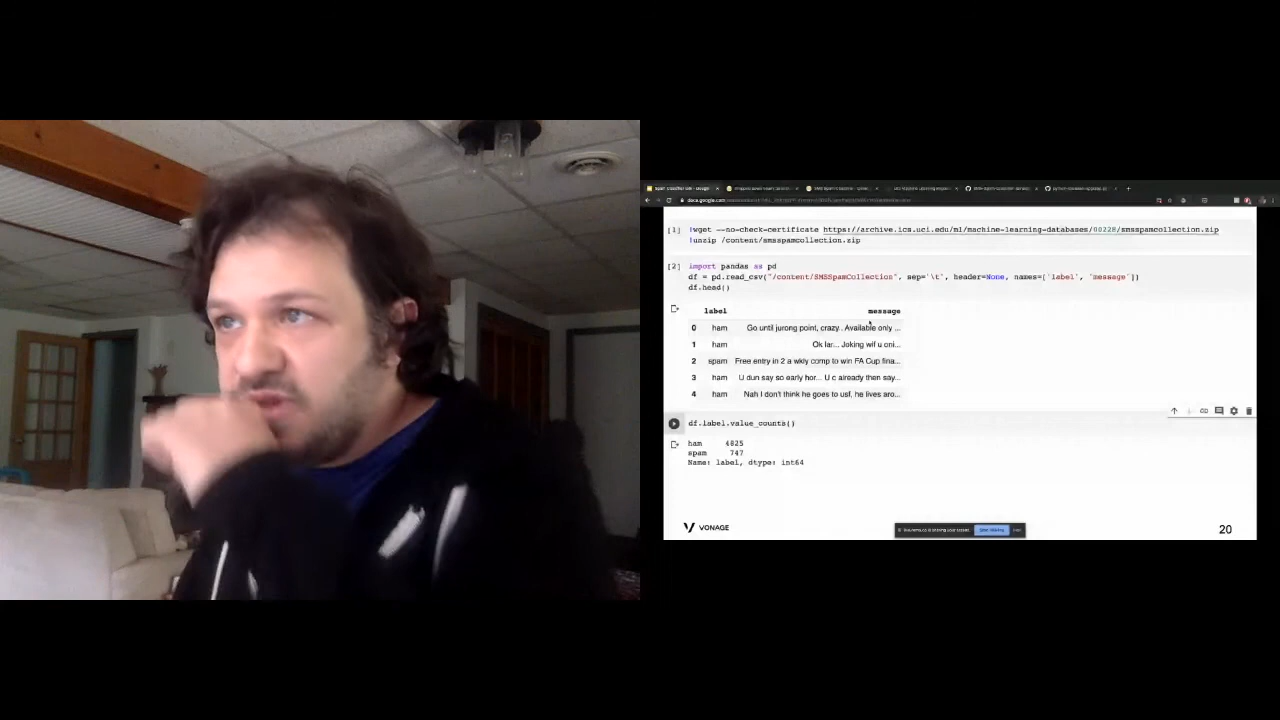 docs.google.com
[1] !wget --no-check-certificate https://archive.ics.uci.edu/ml/machine-learning-databases/00228/smsspamcollection.zip
!unzip /content/smsspamcollection.zip
[2] import pandas as pd
df = pd.read_csv("/content/SMSSpamCollection", sep='\t', header=None, names=['label', 'message'])
df.head()
label message
0 ham Go until jurong point, crazy.. Available only ...
1 ham Ok lar... Joking wif u oni...
2 spam Free entry in 2 a wkly comp to win FA Cup fina...
3 ham U dun say so early hor... U c already then say...
4 ham Nah I don't think he goes to usf, he lives aro...
df.label.value_counts()
ham 4825
spam 747
Name: label, dtype: int64
VONAGE
20